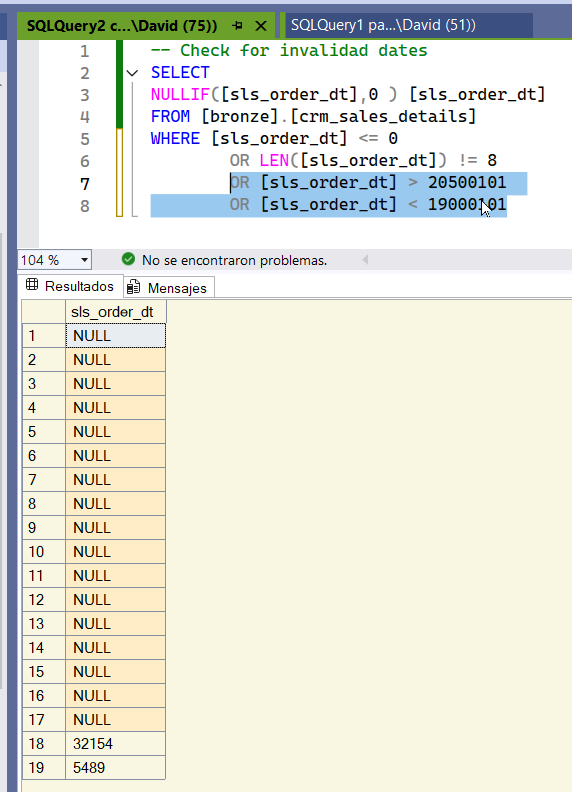 SQLQuery2 c...\David (75))
SQLQuery1 pa...\David (51))
1 -- Check for invalidad dates
2 SELECT
3 NULLIF([sls_order_dt],0 ) [sls_order_dt]
4 FROM [bronze].[crm_sales_details]
5 WHERE [sls_order_dt] <= 0
6 OR LEN([sls_order_dt]) != 8
7 OR [sls_order_dt] > 20500101
8 OR [sls_order_dt] < 19000101
104 % No se encontraron problemas.
Resultados Mensajes
sls_order_dt
1 NULL
2 NULL
3 NULL
4 NULL
5 NULL
6 NULL
7 NULL
8 NULL
9 NULL
10 NULL
11 NULL
12 NULL
13 NULL
14 NULL
15 NULL
16 NULL
17 NULL
18 32154
19 5489